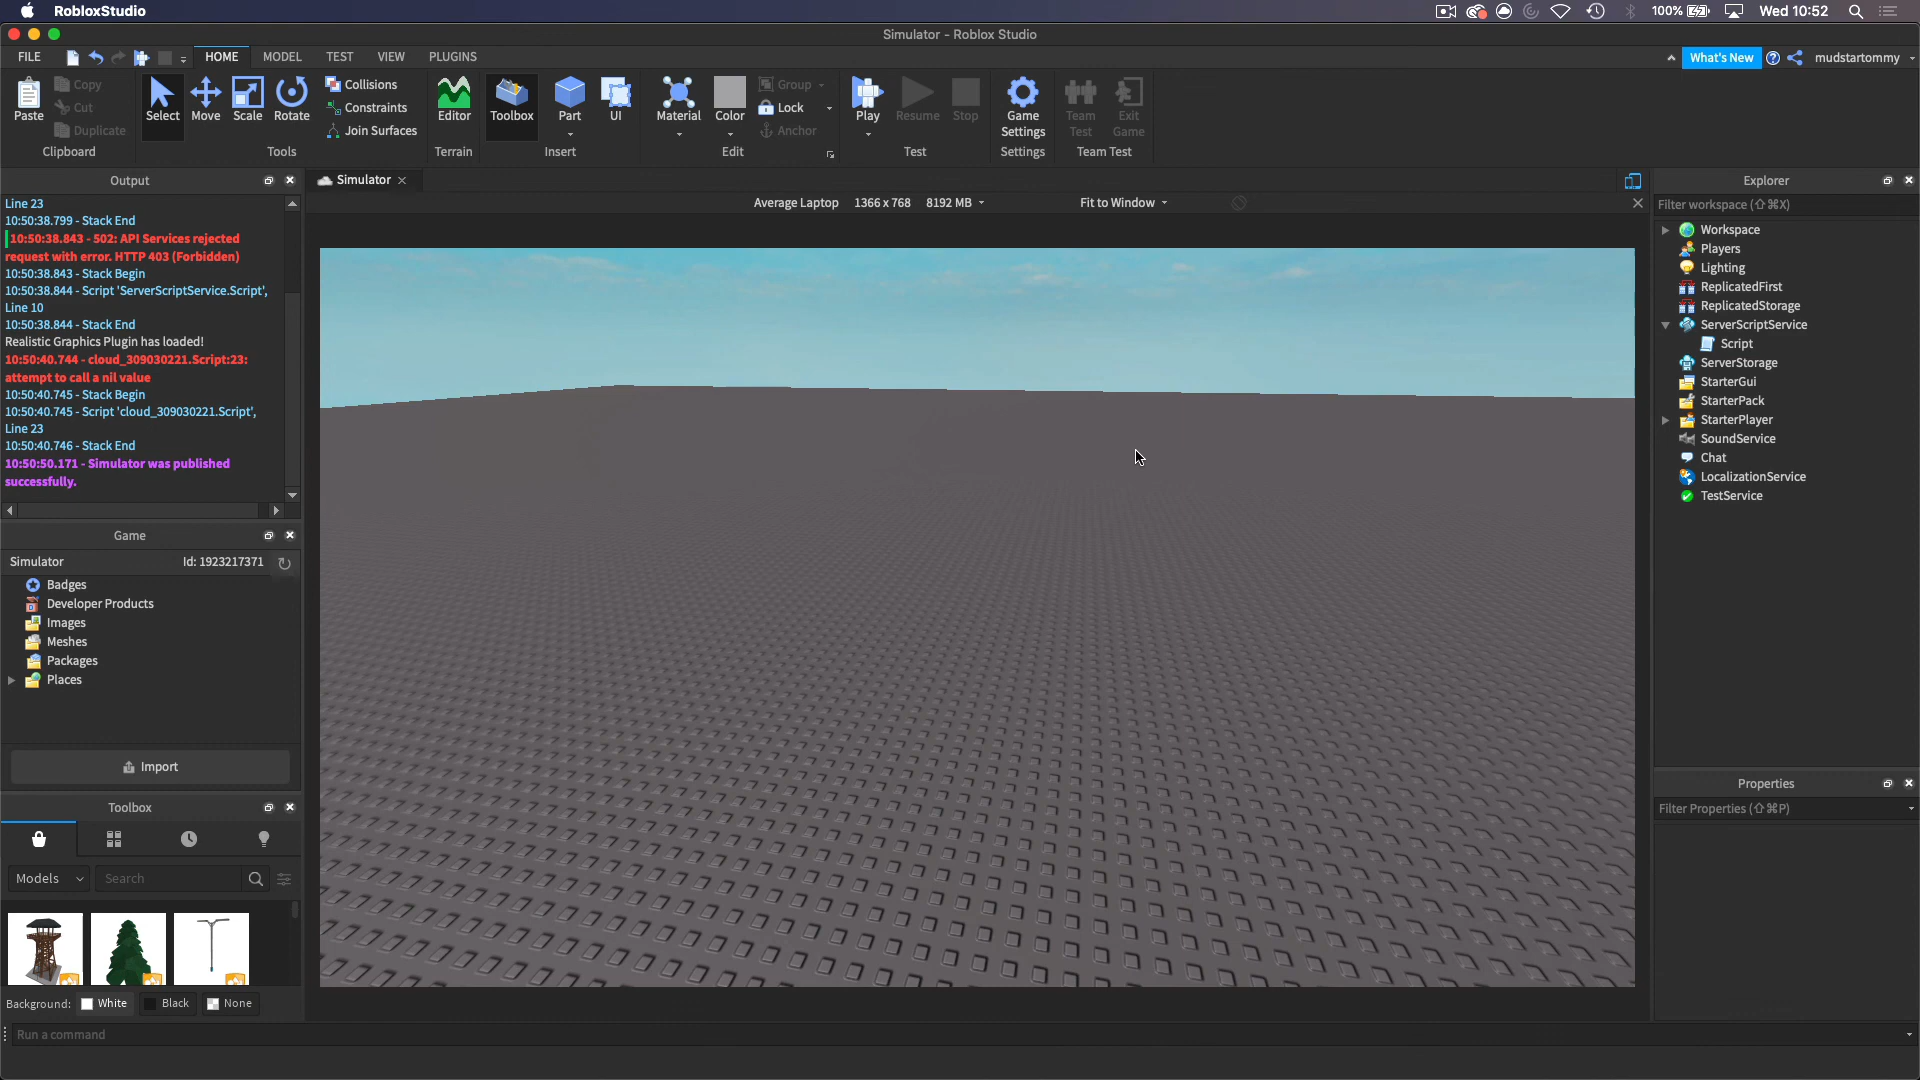 RobloxStudio
100%
Wed 10:52
Simulator - Roblox Studio
FILE
HOME
MODEL
TEST
VIEW
PLUGINS
What's New
mudstartommy
Paste
Copy
Cut
Duplicate
Clipboard
Select
Move
Scale
Rotate
Collisions
Constraints
Join Surfaces
Tools
Editor
Terrain
Toolbox
Part
UI
Insert
Material
Color
Group
Lock
Anchor
Edit
Play
Resume
Stop
Test
Game
Settings
Settings
Team
Test
Exit
Game
Team Test
Output
Line 23
10:50:38.799 - Stack End
10:50:38.843 - 502: API Services rejected
request with error. HTTP 403 (Forbidden)
10:50:38.843 - Stack Begin
10:50:38.844 - Script 'ServerScriptService.Script',
Line 10
10:50:38.844 - Stack End
Realistic Graphics Plugin has loaded!
10:50:40.744 - cloud_309030221.Script:23:
attempt to call a nil value
10:50:40.745 - Stack Begin
10:50:40.745 - Script 'cloud_309030221.Script',
Line 23
10:50:40.746 - Stack End
10:50:50.171 - Simulator was published
successfully.
Game
Simulator
Id: 1923217371
Badges
Developer Products
Images
Meshes
Packages
Places
Import
Toolbox
Models
Search
Background:
White
Black
None
Run a command
Simulator
Average Laptop
1366 x 768
8192 MB
Fit to Window
Explorer
Filter workspace (⇧⌘X)
Workspace
Players
Lighting
ReplicatedFirst
ReplicatedStorage
ServerScriptService
Script
ServerStorage
StarterGui
StarterPack
StarterPlayer
SoundService
Chat
LocalizationService
TestService
Properties
Filter Properties (⇧⌘P)